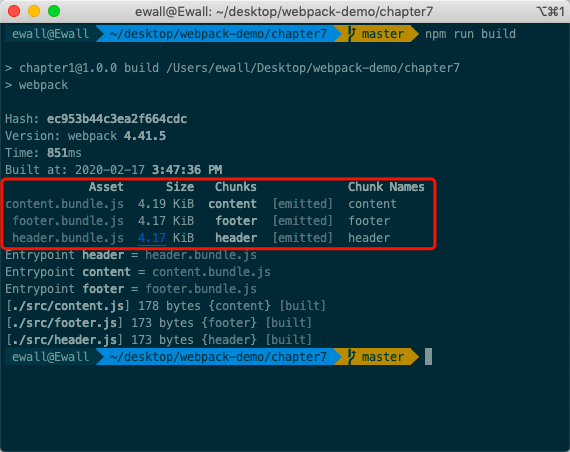 ewall@Ewall: ~/desktop/webpack-demo/chapter7 ⌥⌘1
ewall@Ewall ~/desktop/webpack-demo/chapter7 master npm run build
> chapter1@1.0.0 build /Users/ewall/Desktop/webpack-demo/chapter7
> webpack
Hash: ec953b44c3ea2f664cdc
Version: webpack 4.41.5
Time: 851ms
Built at: 2020-02-17 3:47:36 PM
Asset Size Chunks Chunk Names
content.bundle.js 4.19 KiB content [emitted] content
footer.bundle.js 4.17 KiB footer [emitted] footer
header.bundle.js 4.17 KiB header [emitted] header
Entrypoint header = header.bundle.js
Entrypoint content = content.bundle.js
Entrypoint footer = footer.bundle.js
[./src/content.js] 178 bytes {content} [built]
[./src/footer.js] 173 bytes {footer} [built]
[./src/header.js] 173 bytes {header} [built]
ewall@Ewall ~/desktop/webpack-demo/chapter7 master